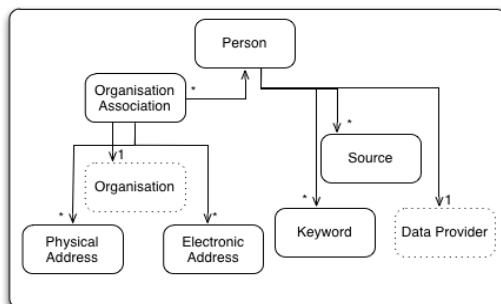 Person
Organisation
Association
*
*
1
Source
Organisation
*
*
*
1
Physical
Address
Electronic
Address
Keyword
Data Provider